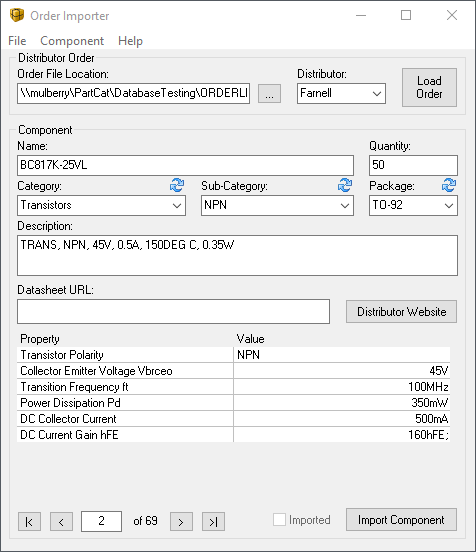 Order Importer
File Component Help
Distributor Order
Order File Location: Distributor:
\\mulberry\PartCat\DatabaseTesting\ORDERLI ... Farnell Load Order
Component
Name: Quantity:
BC817K-25VL 50
Category: Sub-Category: Package:
Transistors NPN TO-92
Description:
TRANS, NPN, 45V, 0.5A, 150DEG C, 0.35W
Datasheet URL:
Distributor Website
Property Value
Transistor Polarity NPN
Collector Emitter Voltage Vbrceo 45V
Transition Frequency ft 100MHz
Power Dissipation Pd 350mW
DC Collector Current 500mA
DC Current Gain hFE 160hFE;
|< < 2 of 69 > >| Imported Import Component